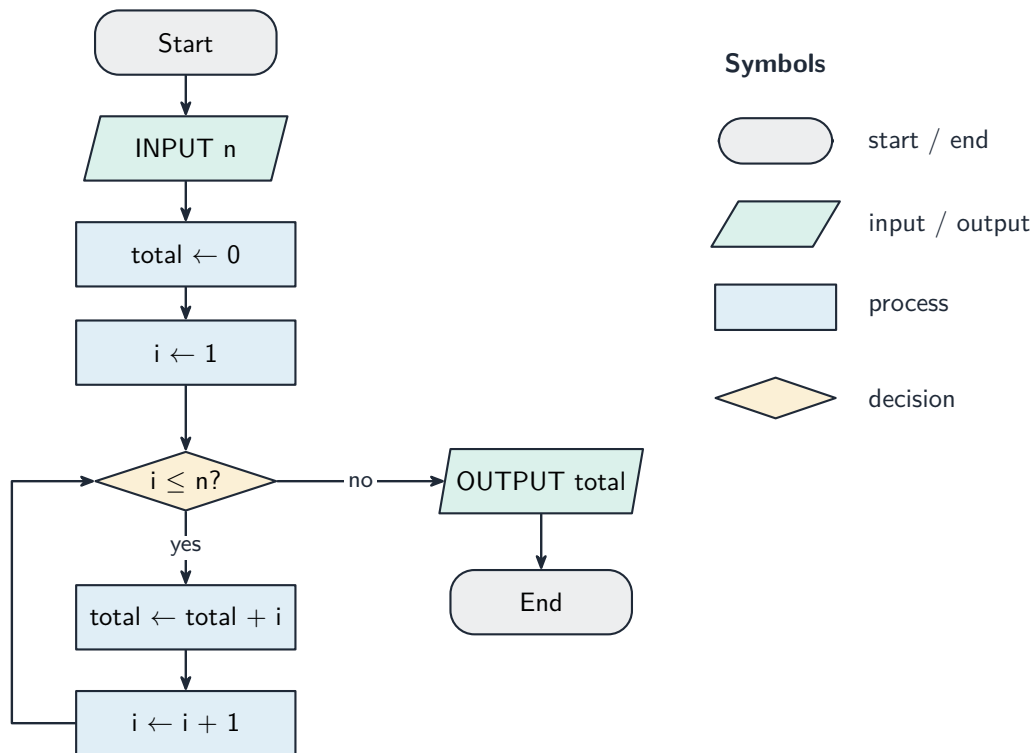 Start
INPUT n
total ← 0
i ← 1
i ≤ n?
no
OUTPUT total
yes
total ← total + i
End
i ← i + 1
Symbols
start / end
input / output
process
decision